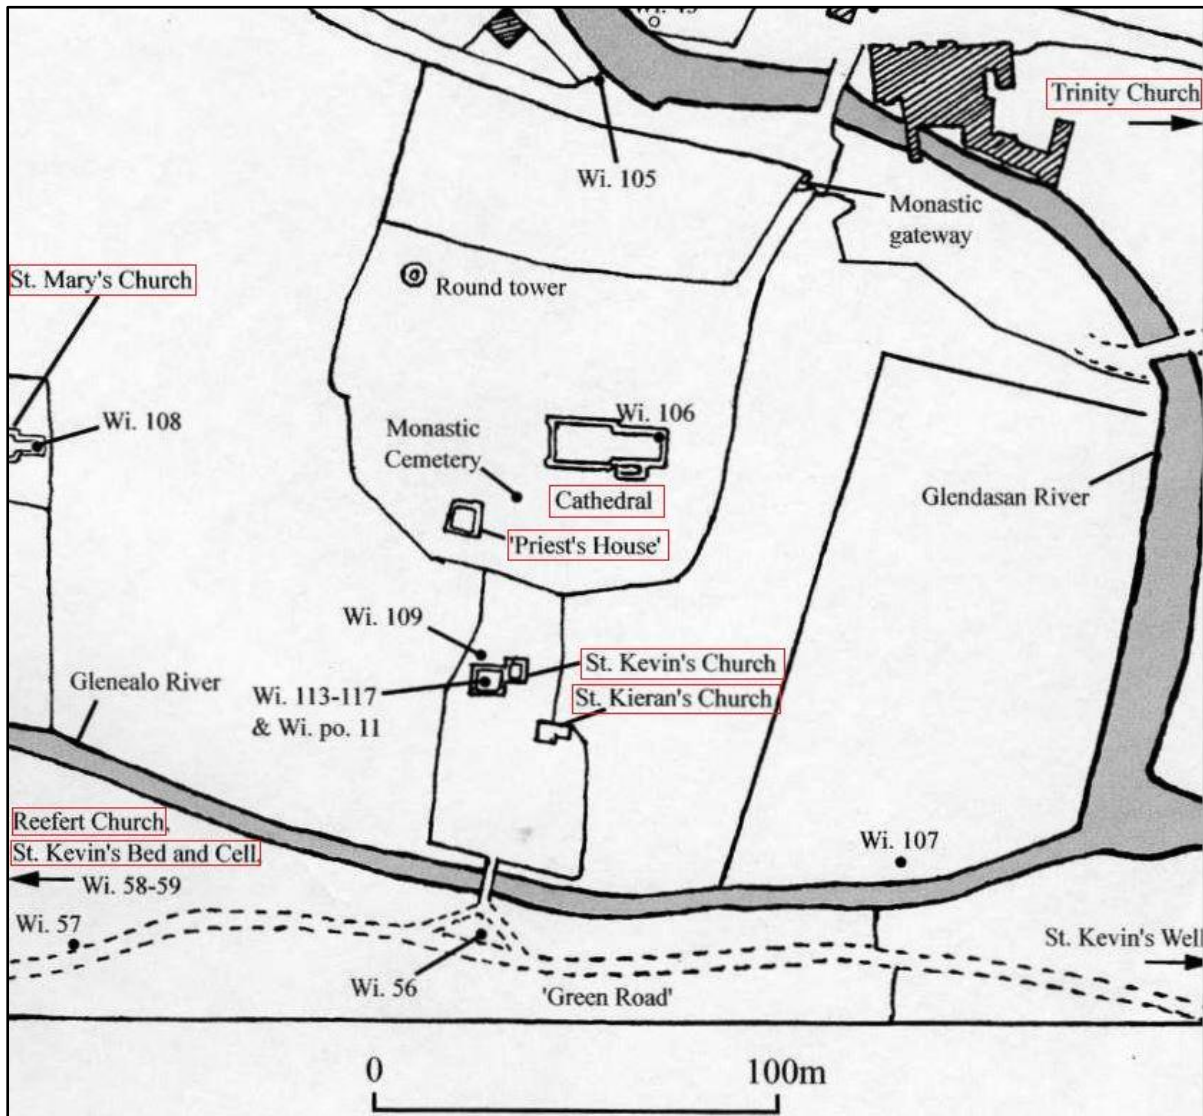 Trinity Church
Wi. 105
Monastic
gateway
St. Mary's Church
Round tower
Wi. 108
Wi. 106
Monastic
Cemetery
Cathedral
Glendasan River
'Priest's House'
Wi. 109
St. Kevin's Church
Glenealo River
Wi. 113-117
& Wi. po. 11
St. Kieran's Church
Reefert Church,
St. Kevin's Bed and Cell,
Wi. 58-59
Wi. 107
Wi. 57
St. Kevin's Well
Wi. 56
'Green Road'
0
100m